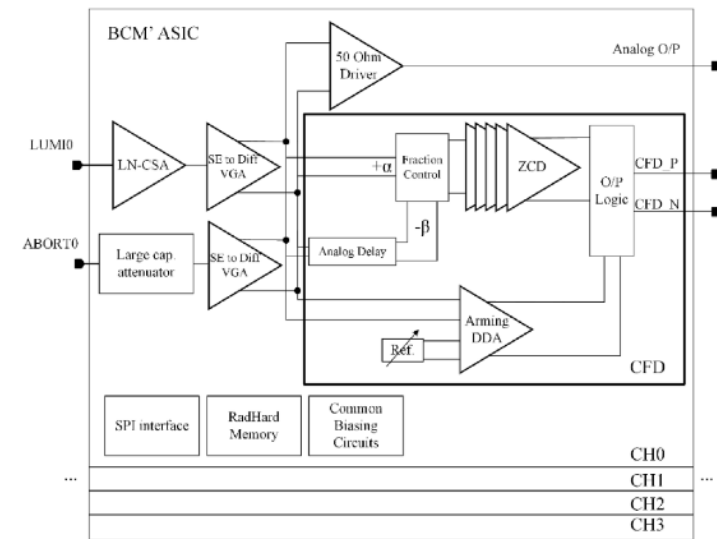 BCM' ASIC
50 Ohm
Driver
Analog O/P
LUMI0
LN-CSA
SE to Diff
VGA
+α
Fraction
Control
ZCD
O/P
Logic
CFD_P
CFD_N
-β
ABORT0
Large cap.
attenuator
SE to Diff
VGA
Analog Delay
Arming
DDA
Ref.
CFD
SPI interface
RadHard
Memory
Common
Biasing
Circuits
CH0
...
CH1
...
CH2
CH3